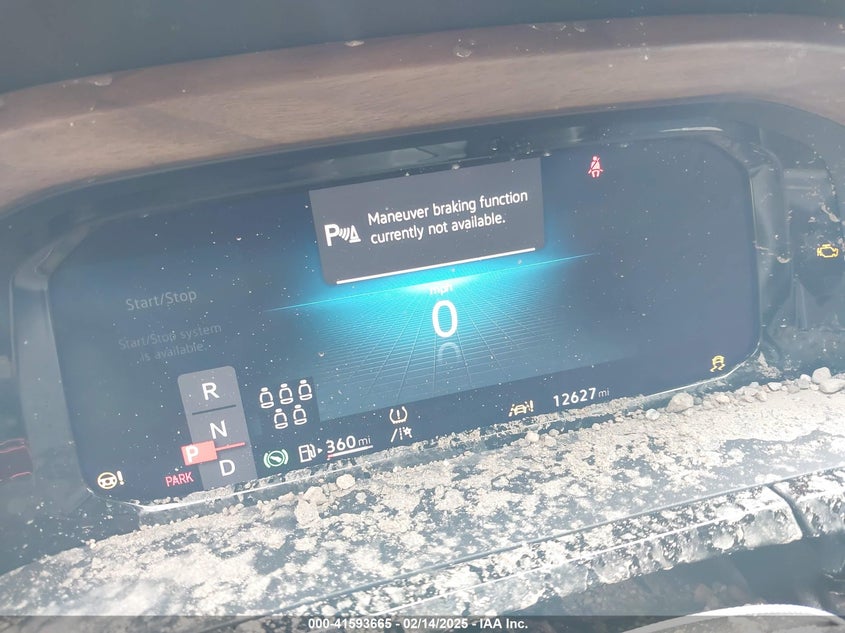 Maneuver braking function
currently not available.
P
mph
0
Start/Stop
Start/Stop system
is available.
R
N
P
D
PARK
360 mi
12627 mi
000-41593665 - 02/14/2025 - IAA Inc.